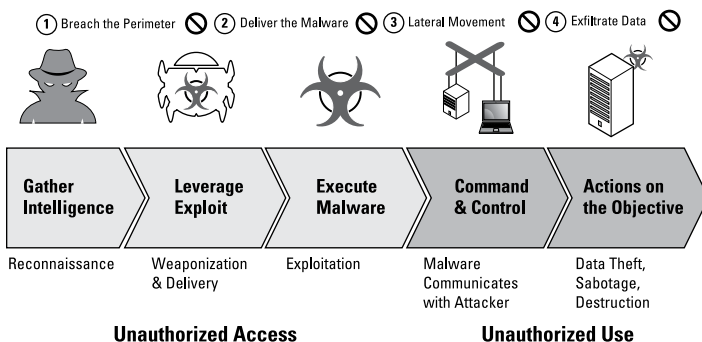 1 Breach the Perimeter 2 Deliver the Malware 3 Lateral Movement 4 Exfiltrate Data
Gather
Intelligence
Leverage
Exploit
Execute
Malware
Command
& Control
Actions on
the Objective
Reconnaissance
Weaponization
& Delivery
Exploitation
Malware
Communicates
with Attacker
Data Theft,
Sabotage,
Destruction
Unauthorized Access
Unauthorized Use